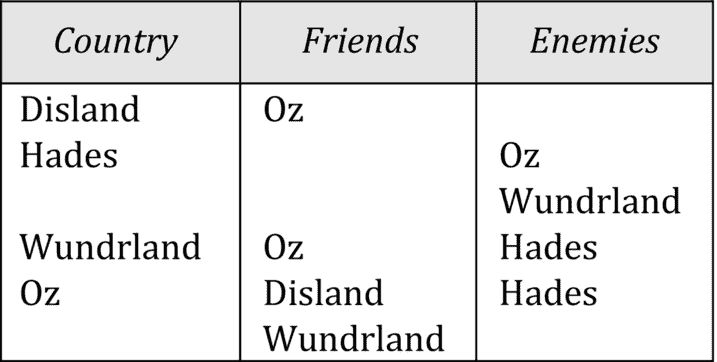 Country Friends Enemies
Disland Oz
Hades Oz
Wundrland
Wundrland Oz Hades
Oz Disland Hades
Wundrland